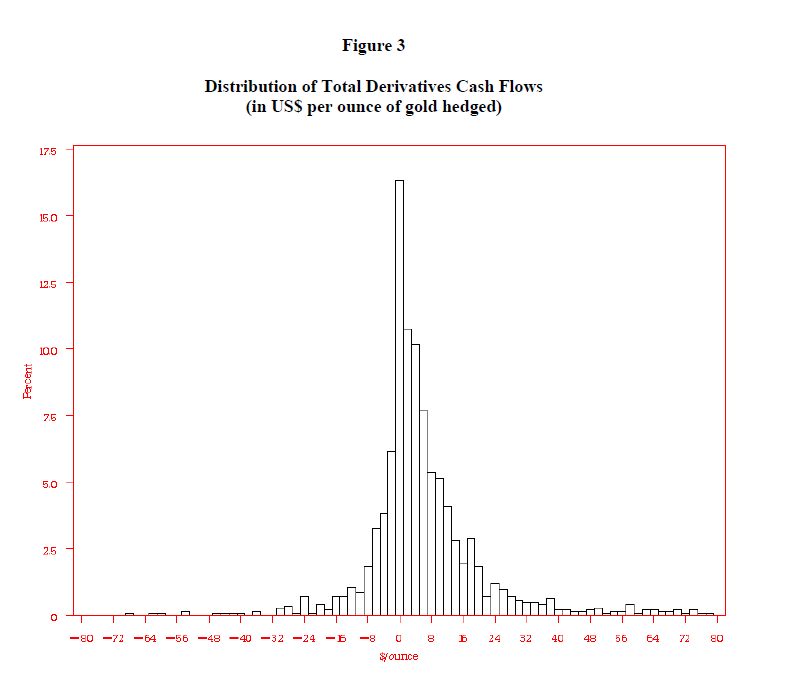 Figure 3
Distribution of Total Derivatives Cash Flows
(in US$ per ounce of gold hedged)
17.5
15.0
12.5
10.0
7.5
5.0
2.5
0
Percent
-80 -72 -64 -56 -48 -40 -32 -24 -16 -8 0 8 16 24 32 40 48 56 64 72 80
$/ounce